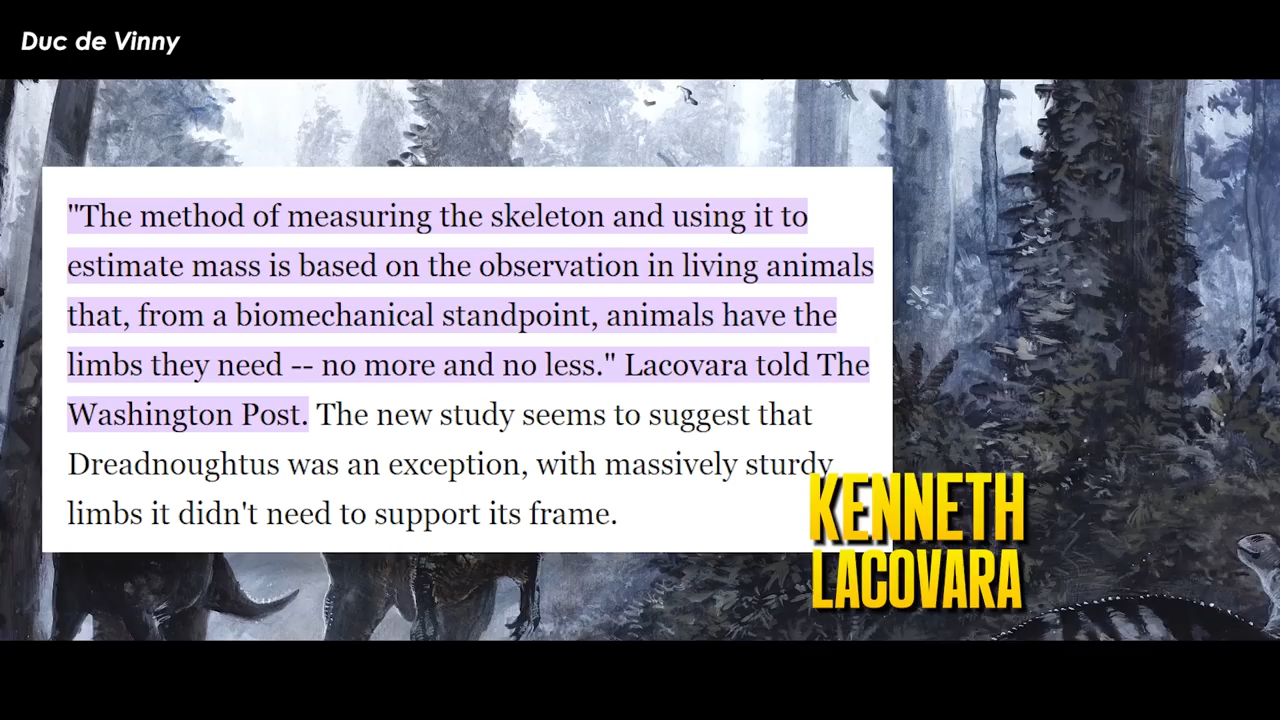 Duc de Vinny
"The method of measuring the skeleton and using it to
estimate mass is based on the observation in living animals
that, from a biomechanical standpoint, animals have the
limbs they need -- no more and no less." Lacovara told The
Washington Post. The new study seems to suggest that
Dreadnoughtus was an exception, with massively sturdy
limbs it didn't need to support its frame.
KENNETH
LACOVARA